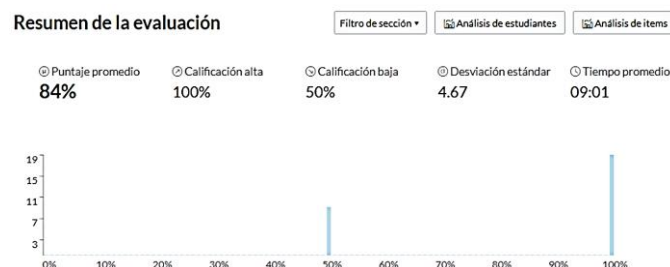 Resumen de la evaluación
Filtro de sección ▾
Análisis de estudiantes
Análisis de items
Puntaje promedio
Calificación alta
Calificación baja
Desviación estándar
Tiempo promedio
84%
100%
50%
4.67
09:01
19
15
11
7
3
0% 10% 20% 30% 40% 50% 60% 70% 80% 90% 100%